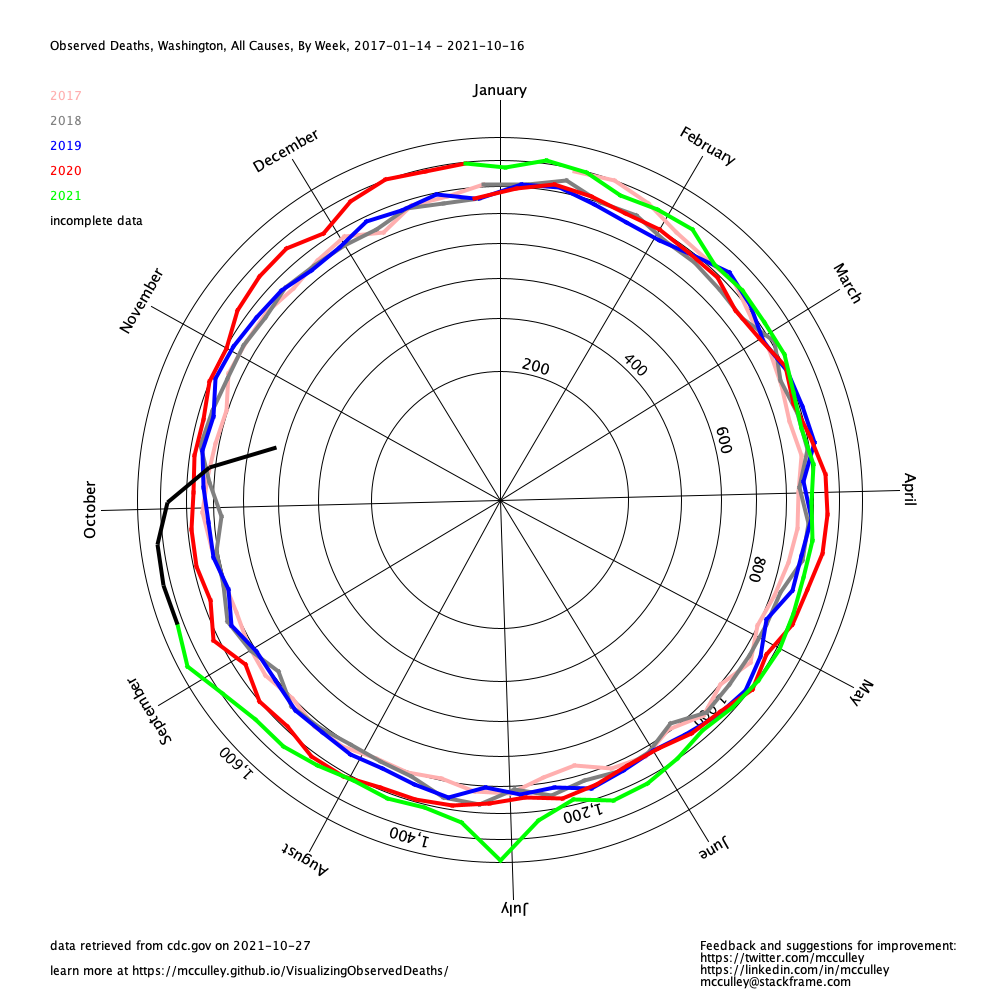 Observed Deaths, Washington, All Causes, By Week, 2017-01-14 - 2021-10-16
2017
2018
2019
2020
2021
incomplete data
January
February
March
April
May
June
July
August
September
October
November
December
200
400
600
800
1,200
1,400
1,600
data retrieved from cdc.gov on 2021-10-27
learn more at https://mcculley.github.io/VisualizingObservedDeaths/
Feedback and suggestions for improvement:
https://twitter.com/mcculley
https://linkedin.com/in/mcculley
mcculley@stackframe.com